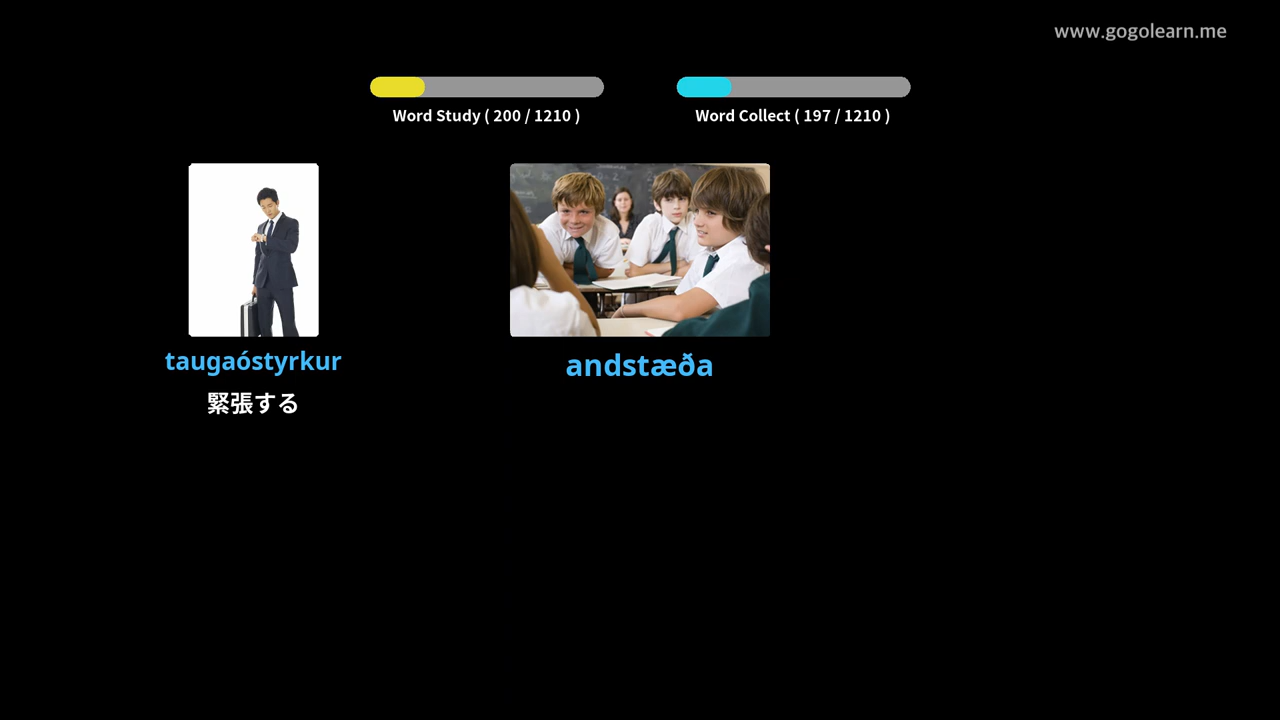 www.gogolearn.me
Word Study ( 200 / 1210 )
Word Collect ( 197 / 1210 )
taugaóstyrkur
緊張する
andstæða